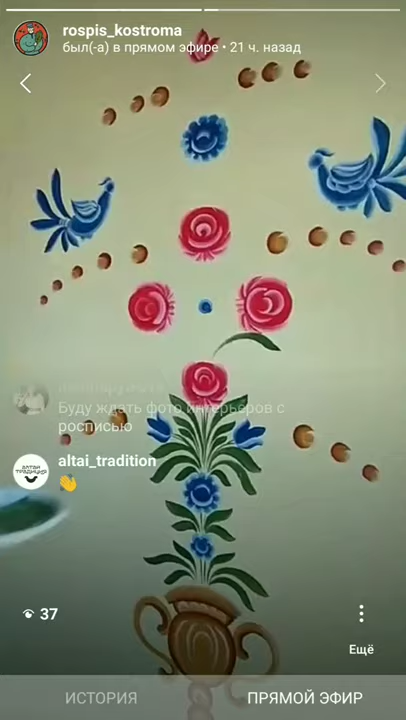 rospis_kostroma
был(-а) в прямом эфире • 21 ч. назад
Буду ждать фото интерьеров с
росписью
altai_tradition
👋
37
Ещё
ИСТОРИЯ
ПРЯМОЙ ЭФИР